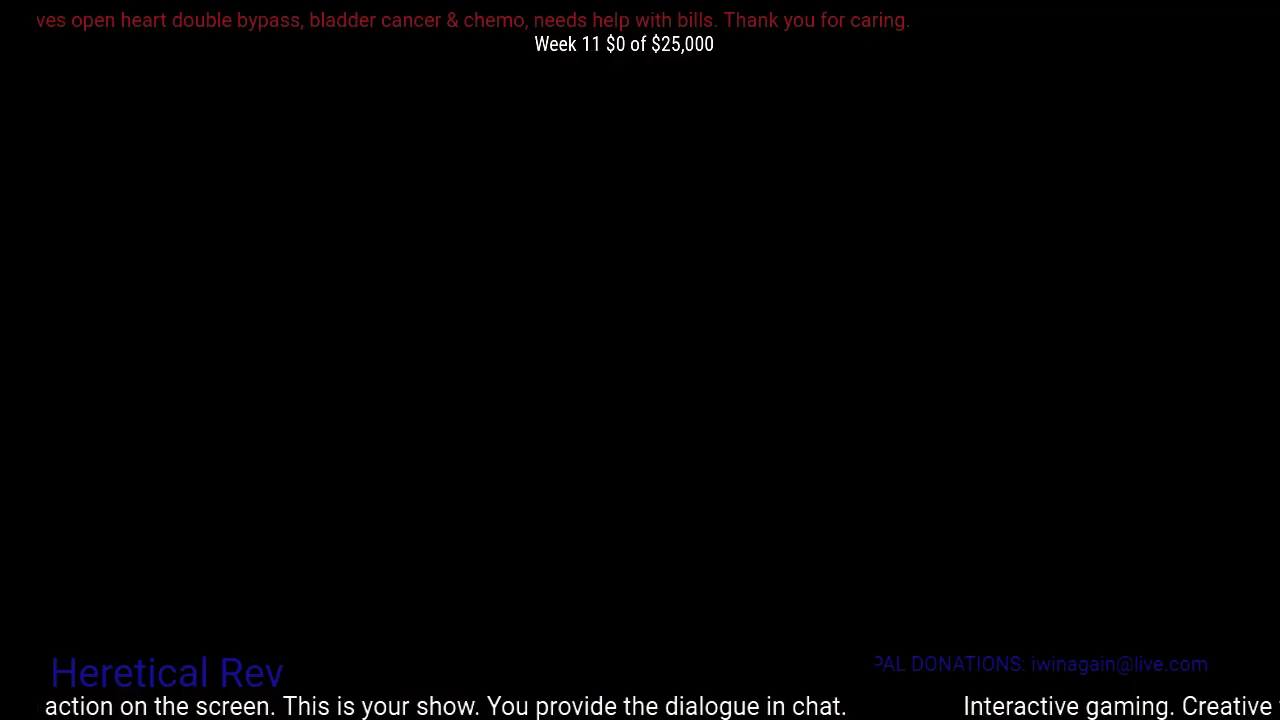 ves open heart double bypass, bladder cancer & chemo, needs help with bills. Thank you for caring.
Week 11 $0 of $25,000
Heretical Rev
PAL DONATIONS: iwinagain@live.com
action on the screen. This is your show. You provide the dialogue in chat. Interactive gaming. Creative